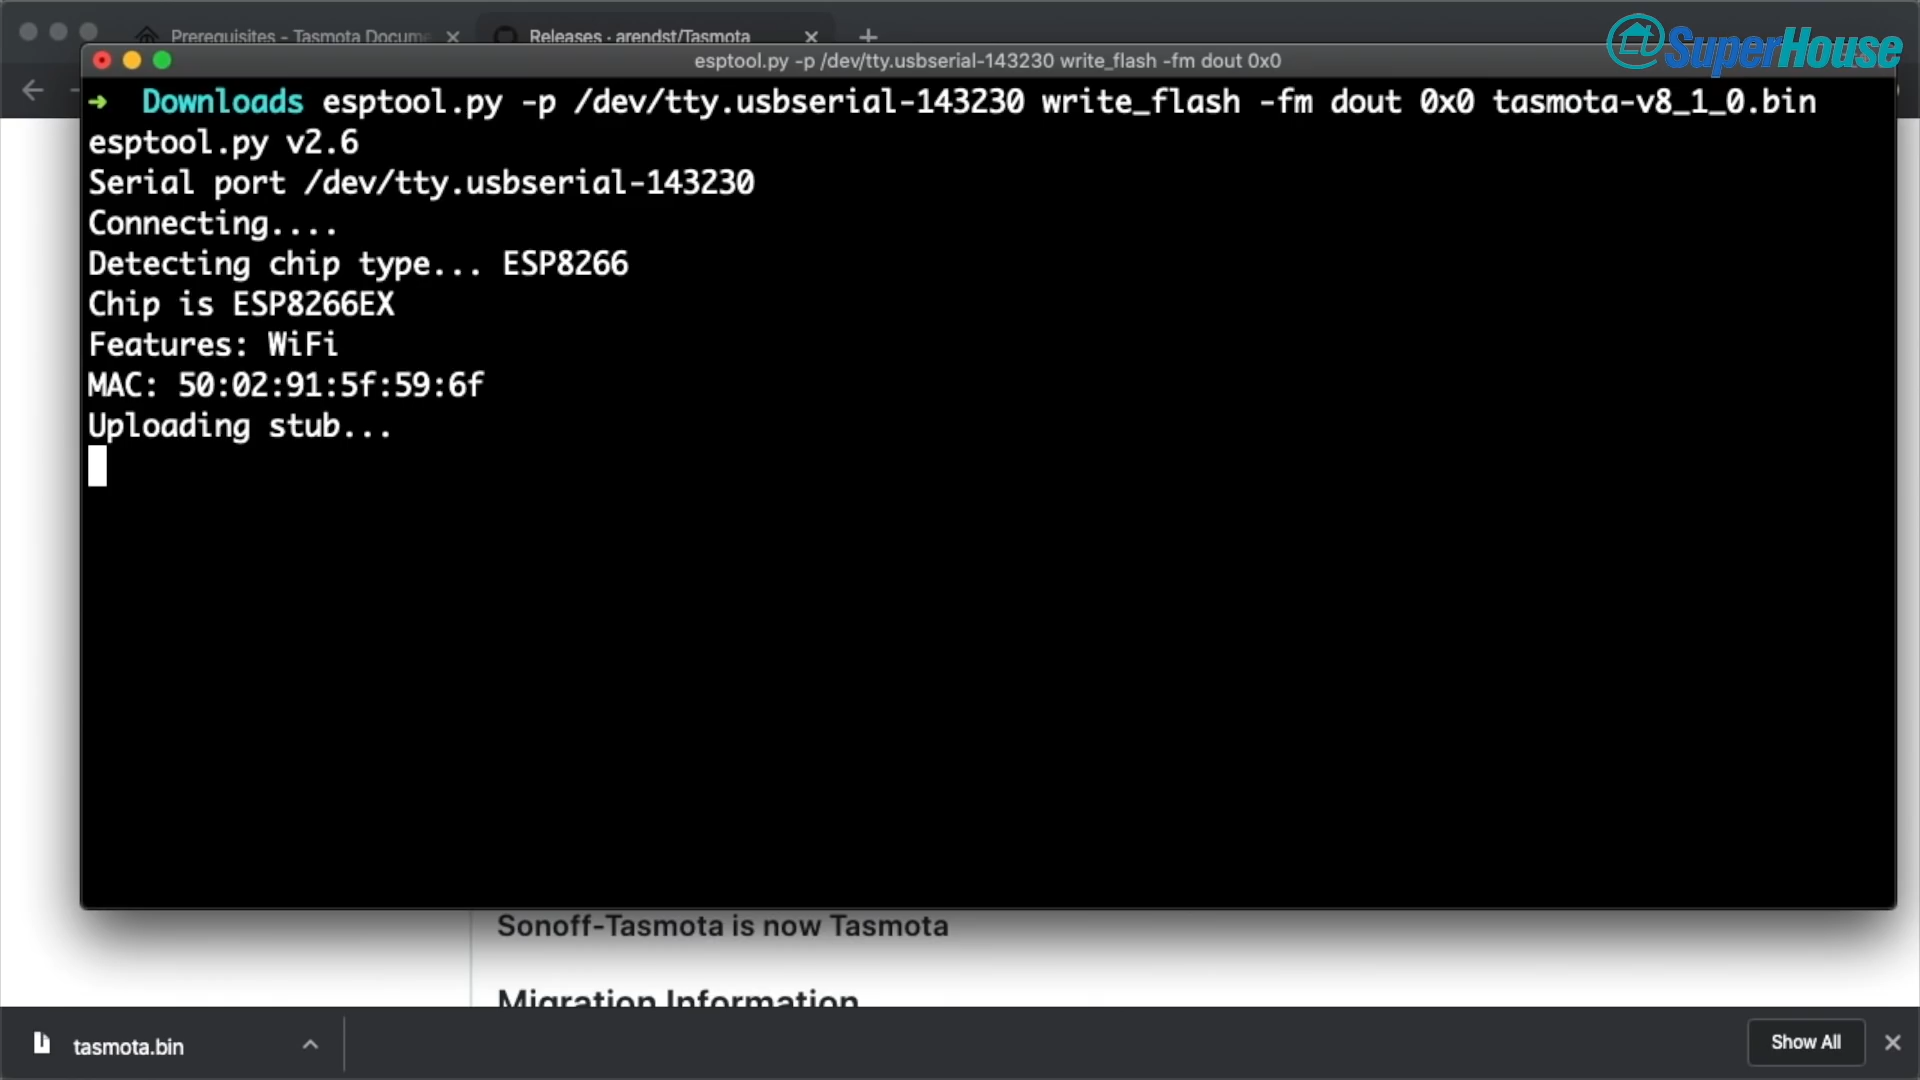 Prerequisites - Tasmota Docume
Releases · arendst/Tasmota
SuperHouse
esptool.py -p /dev/tty.usbserial-143230 write_flash -fm dout 0x0
➜ Downloads esptool.py -p /dev/tty.usbserial-143230 write_flash -fm dout 0x0 tasmota-v8_1_0.bin
esptool.py v2.6
Serial port /dev/tty.usbserial-143230
Connecting....
Detecting chip type... ESP8266
Chip is ESP8266EX
Features: WiFi
MAC: 50:02:91:5f:59:6f
Uploading stub...
Sonoff-Tasmota is now Tasmota
Migration Information
tasmota.bin
Show All